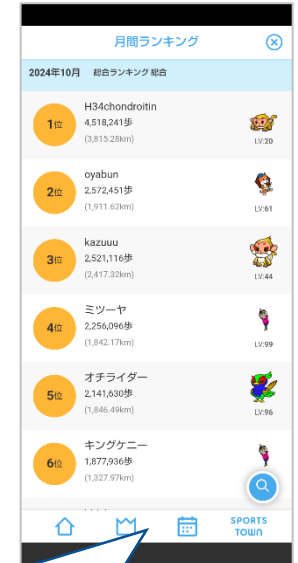 月間ランキング
2024年10月 総合ランキング 総合
1位
H34chondroitin
4,518,241歩
(3,815.28km)
LV:20
2位
oyabun
2,572,451歩
(1,911.62km)
LV:61
3位
kazuuu
2,521,116歩
(2,417.32km)
LV:44
4位
ミツーヤ
2,256,096歩
(1,842.17km)
LV:99
5位
オチライダー
2,141,630歩
(1,846.49km)
LV:96
6位
キングケニー
1,877,936歩
(1,327.97km)
SPORTS
TOWN